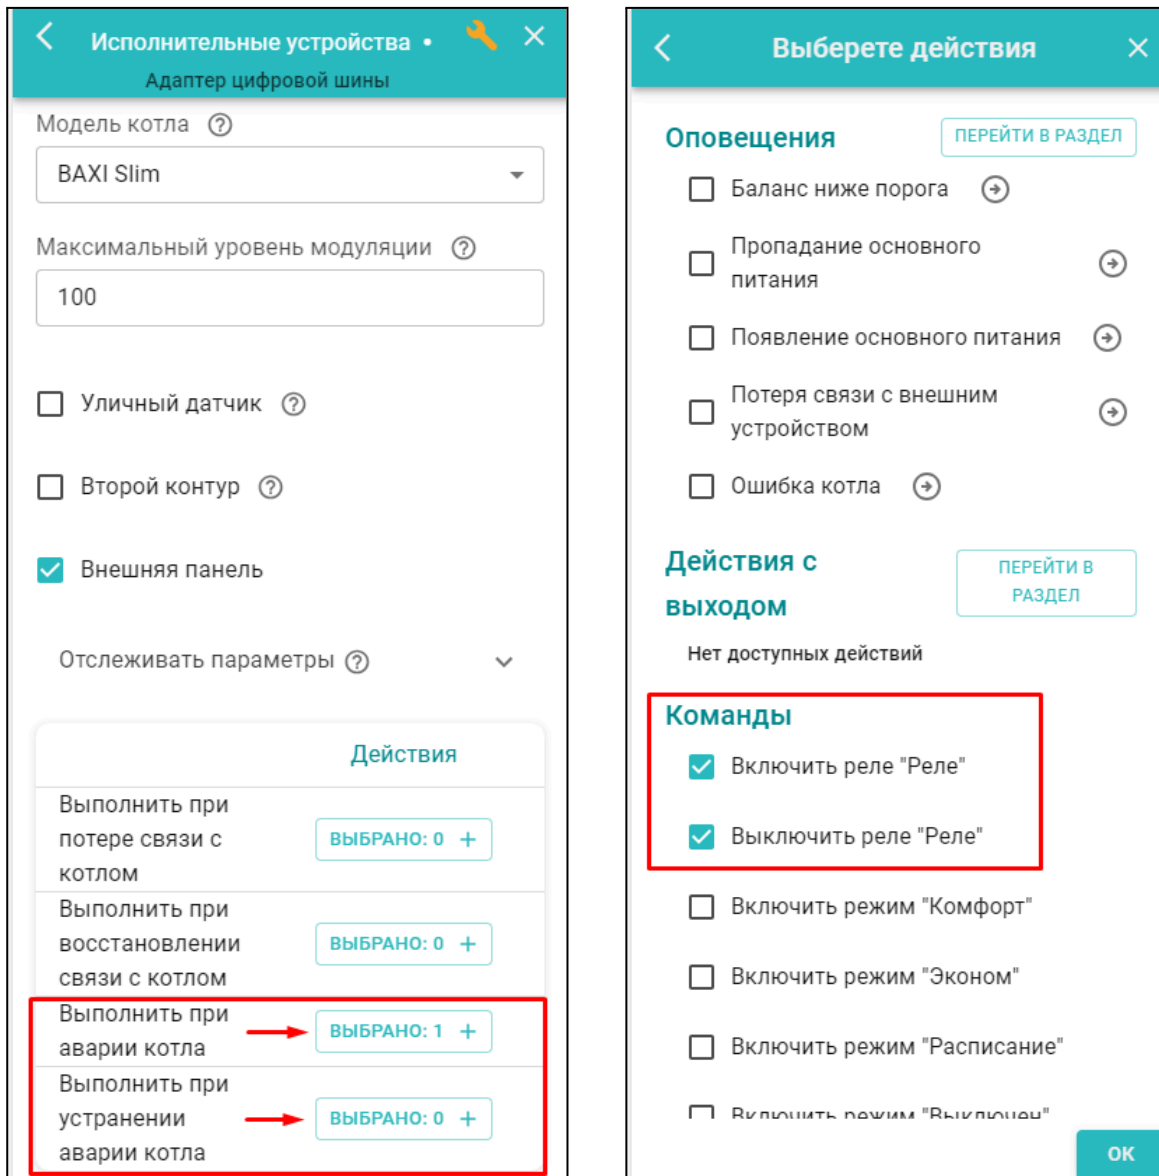 Исполнительные устройства •
Адаптер цифровой шины
Модель котла ?
BAXI Slim
Максимальный уровень модуляции ?
100
Уличный датчик ?
Второй контур ?
Внешняя панель
Отслеживать параметры ?
Действия
Выполнить при
потере связи с
котлом
ВЫБРАНО: 0 +
Выполнить при
восстановлении
связи с котлом
ВЫБРАНО: 0 +
Выполнить при
аварии котла
ВЫБРАНО: 1 +
Выполнить при
устранении
аварии котла
ВЫБРАНО: 0 +
Выберете действия
Оповещения
ПЕРЕЙТИ В РАЗДЕЛ
Баланс ниже порога
Пропадание основного
питания
Появление основного питания
Потеря связи с внешним
устройством
Ошибка котла
Действия с
выходом
ПЕРЕЙТИ В
РАЗДЕЛ
Нет доступных действий
Команды
Включить реле "Реле"
Выключить реле "Реле"
Включить режим "Комфорт"
Включить режим "Эконом"
Включить режим "Расписание"
Включить режим "Выключен"
ОК